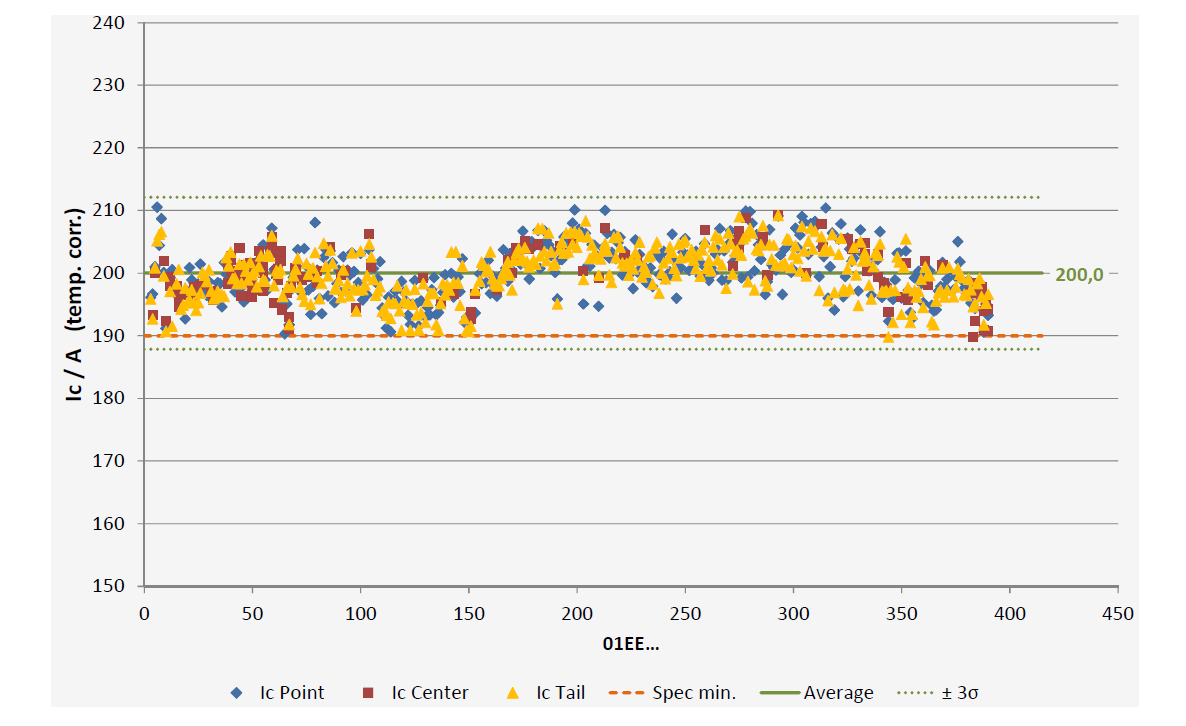 240
230
220
210
200
190
180
170
160
150
Ic / A (temp. corr.)
200,0
0 50 100 150 200 250 300 350 400 450
01EE...
Ic Point Ic Center Ic Tail Spec min. Average ± 3σ